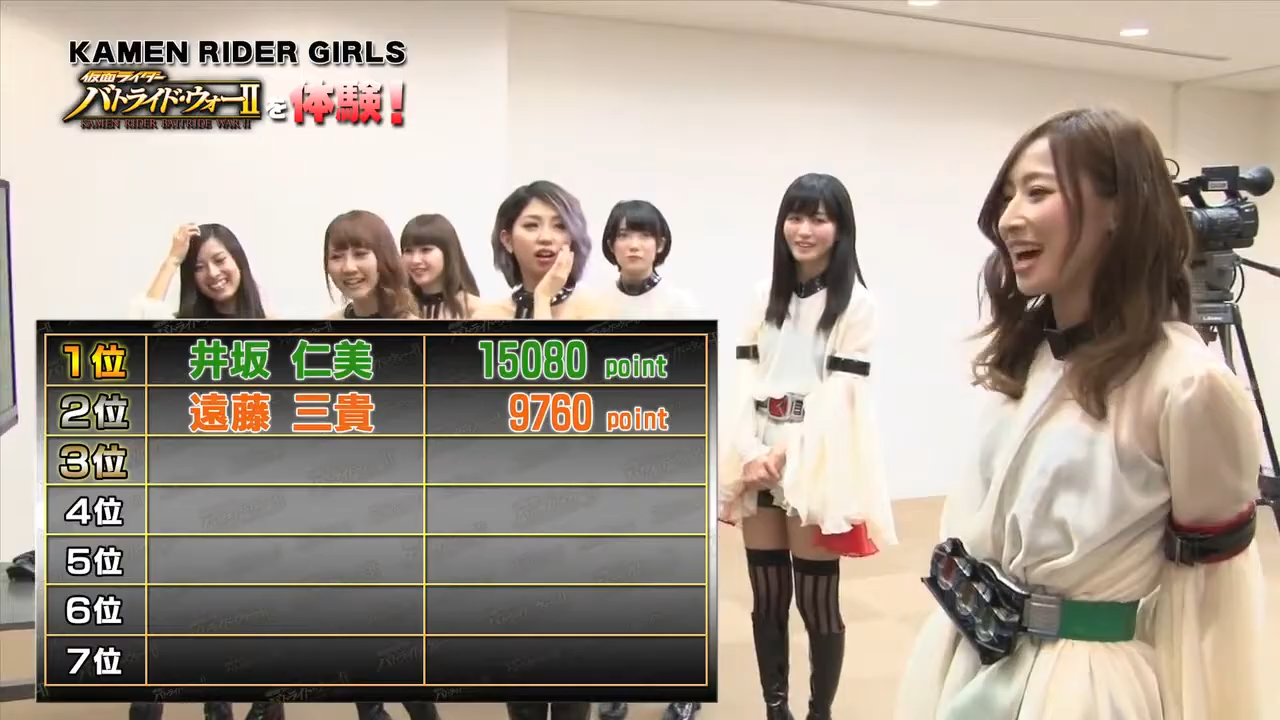 KAMEN RIDER GIRLS
仮面ライダー
バトライド・ウォーIIを体験!
KAMEN RIDER BATTRIDE WAR II
1位 井坂 仁美 15080 point
2位 遠藤 三貴 9760 point
3位
4位
5位
6位
7位